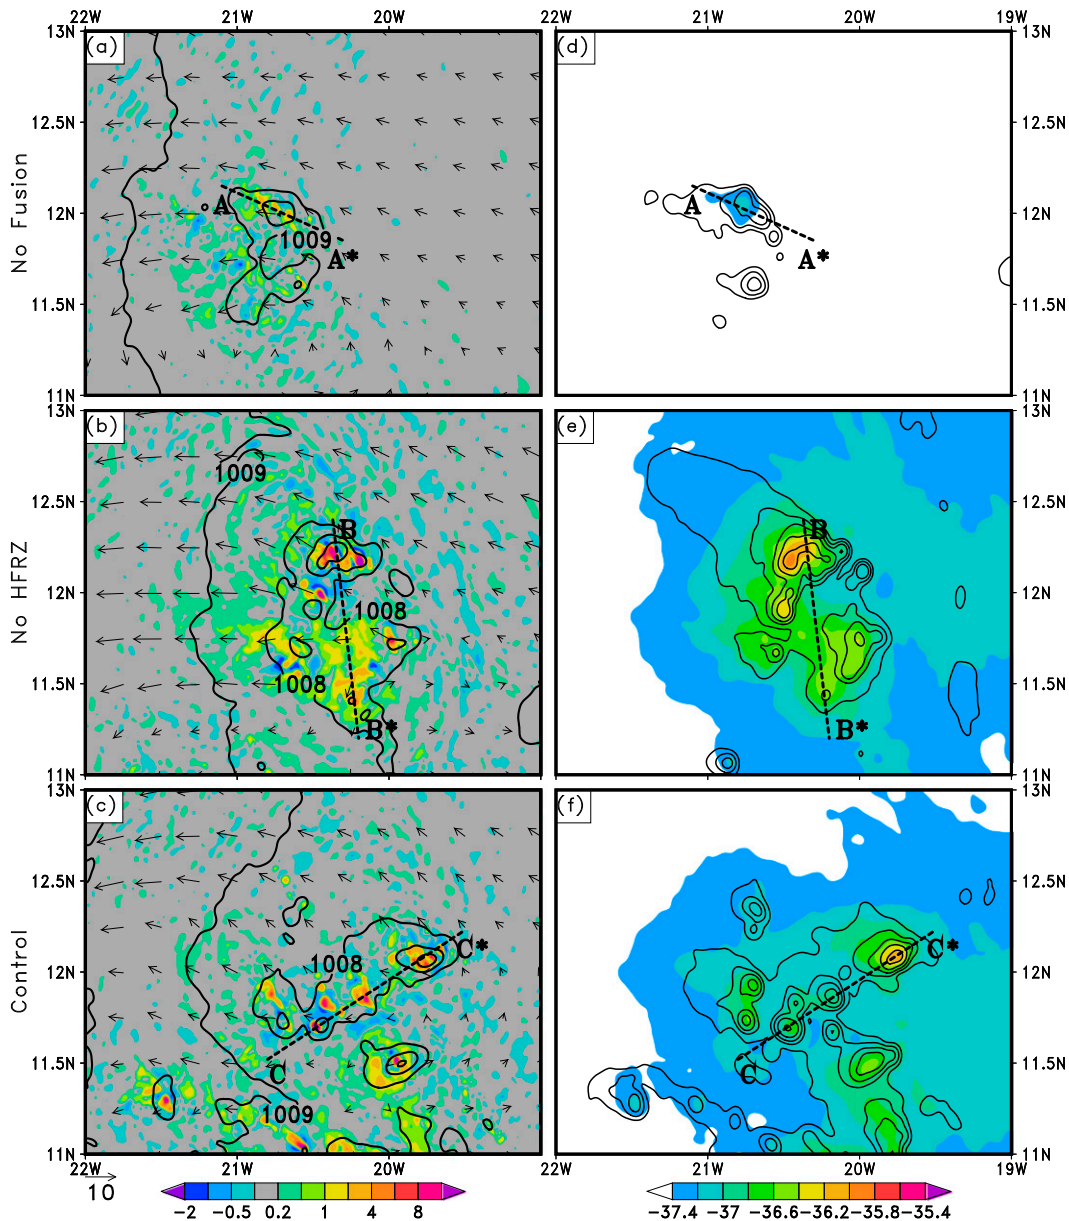 22W 21W 20W 22W 21W 20W 19W
13N (a) (d) 13N
12.5N 12.5N
No Fusion
12N A 1009 A* A A* 12N
11.5N 11.5N
11N 11N
13N (b) (e) 13N
1009
12.5N 12.5N
B B
No HFRZ
12N 1008 12N
11.5N 1008 11.5N
B* B*
11N 11N
13N (c) (f) 13N
12.5N 12.5N
C* C*
Control
12N 1008 12N
11.5N 11.5N
C C
1009
11N 11N
22W 21W 20W 22W 21W 20W 19W
10
-2 -0.5 0.2 1 4 8 -37.4 -37 -36.6 -36.2 -35.8 -35.4